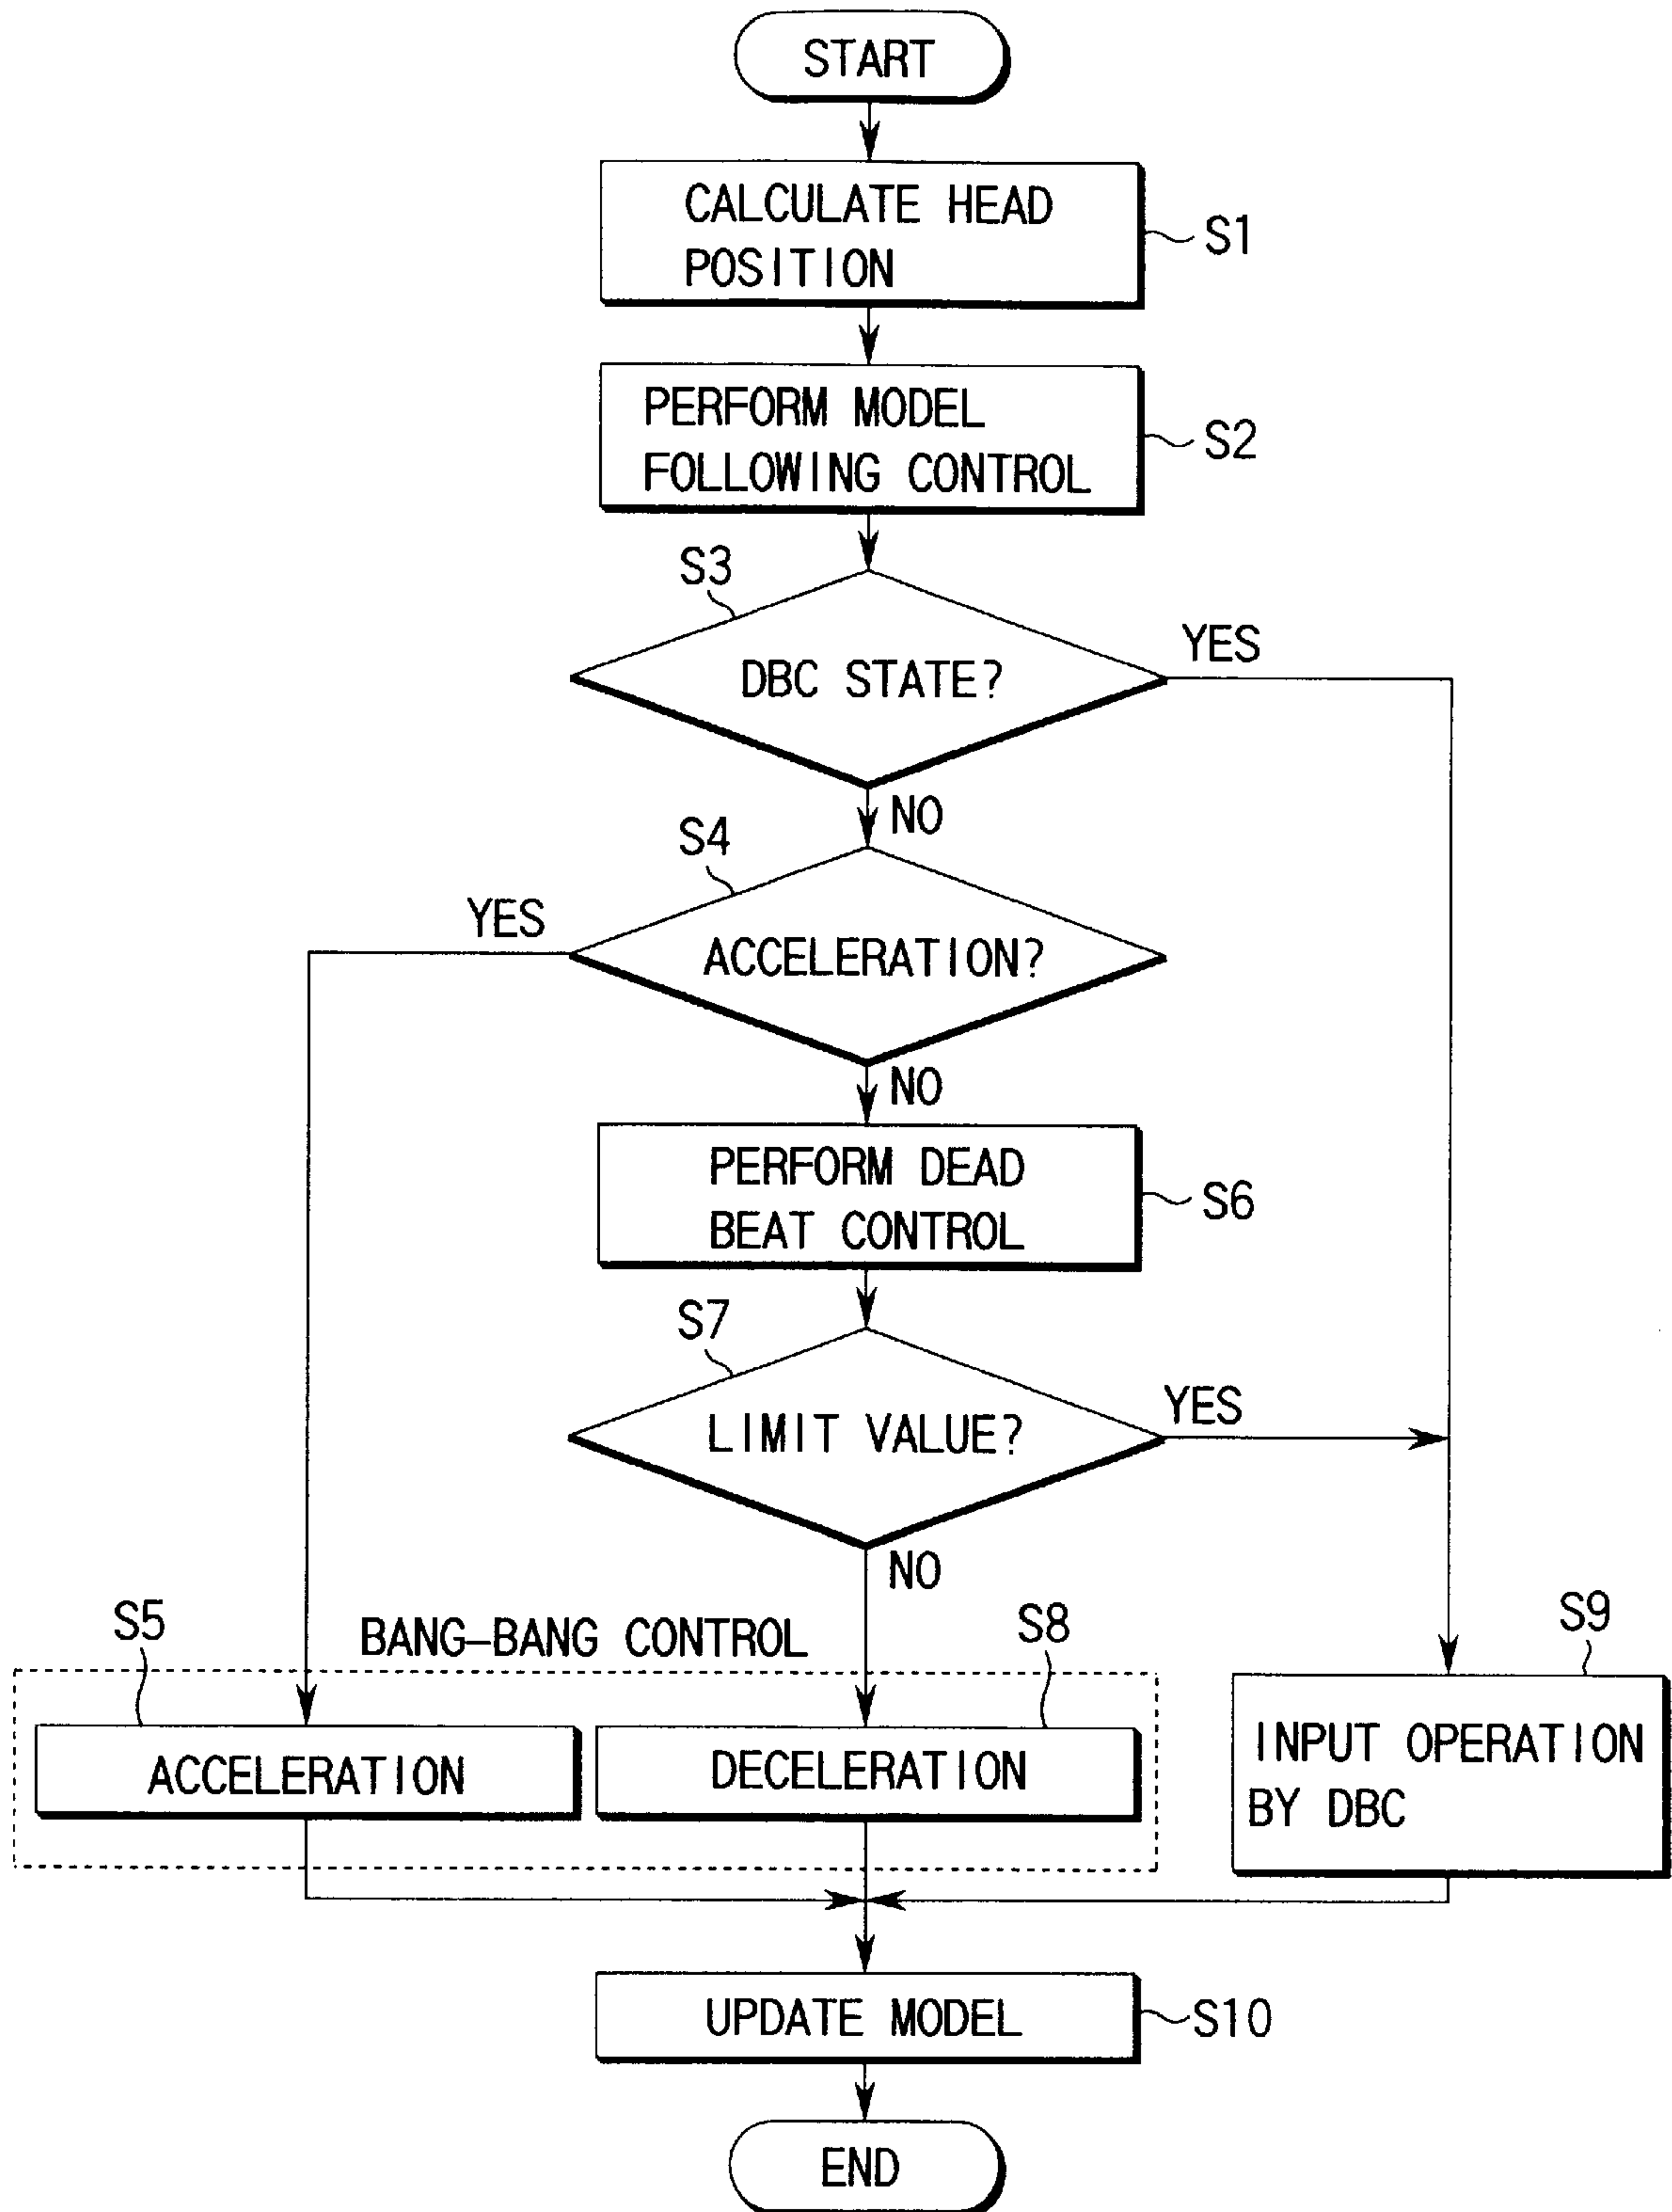 START
CALCULATE HEAD
POSITION
S1
PERFORM MODEL
FOLLOWING CONTROL
S2
S3
DBC STATE?
YES
NO
S4
YES
ACCELERATION?
NO
PERFORM DEAD
BEAT CONTROL
S6
S7
LIMIT VALUE?
YES
NO
S5
BANG-BANG CONTROL
S8
S9
ACCELERATION
DECELERATION
INPUT OPERATION
BY DBC
UPDATE MODEL
S10
END